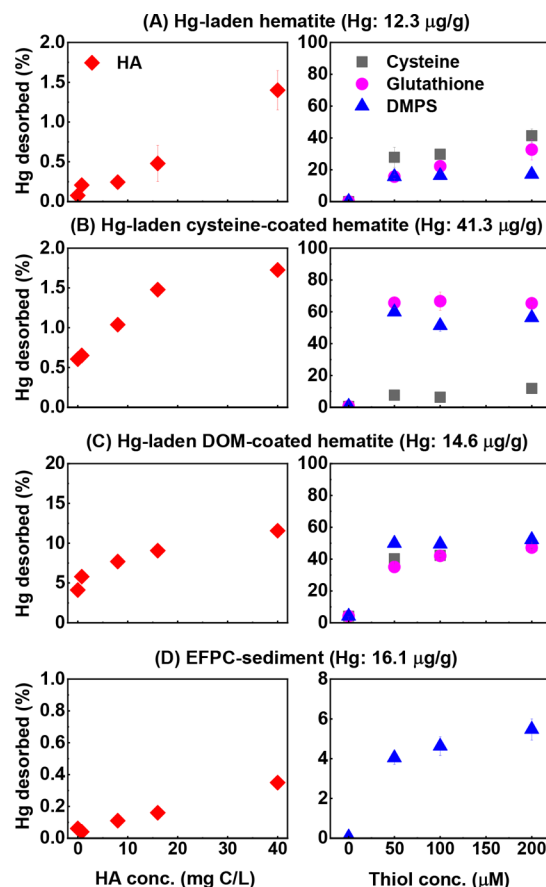 (A) Hg-laden hematite (Hg: 12.3 μg/g)
Hg desorbed (%)
2.0
1.5
1.0
0.5
0.0
HA
100
80
60
40
20
0
Cysteine
Glutathione
DMPS
(B) Hg-laden cysteine-coated hematite (Hg: 41.3 μg/g)
Hg desorbed (%)
2.0
1.5
1.0
0.5
0.0
100
80
60
40
20
0
(C) Hg-laden DOM-coated hematite (Hg: 14.6 μg/g)
Hg desorbed (%)
20
15
10
5
0
100
80
60
40
20
0
(D) EFPC-sediment (Hg: 16.1 μg/g)
Hg desorbed (%)
1.0
0.8
0.6
0.4
0.2
0.0
8
6
4
2
0
0 10 20 30 40
0 50 100 150 200
HA conc. (mg C/L)
Thiol conc. (μM)